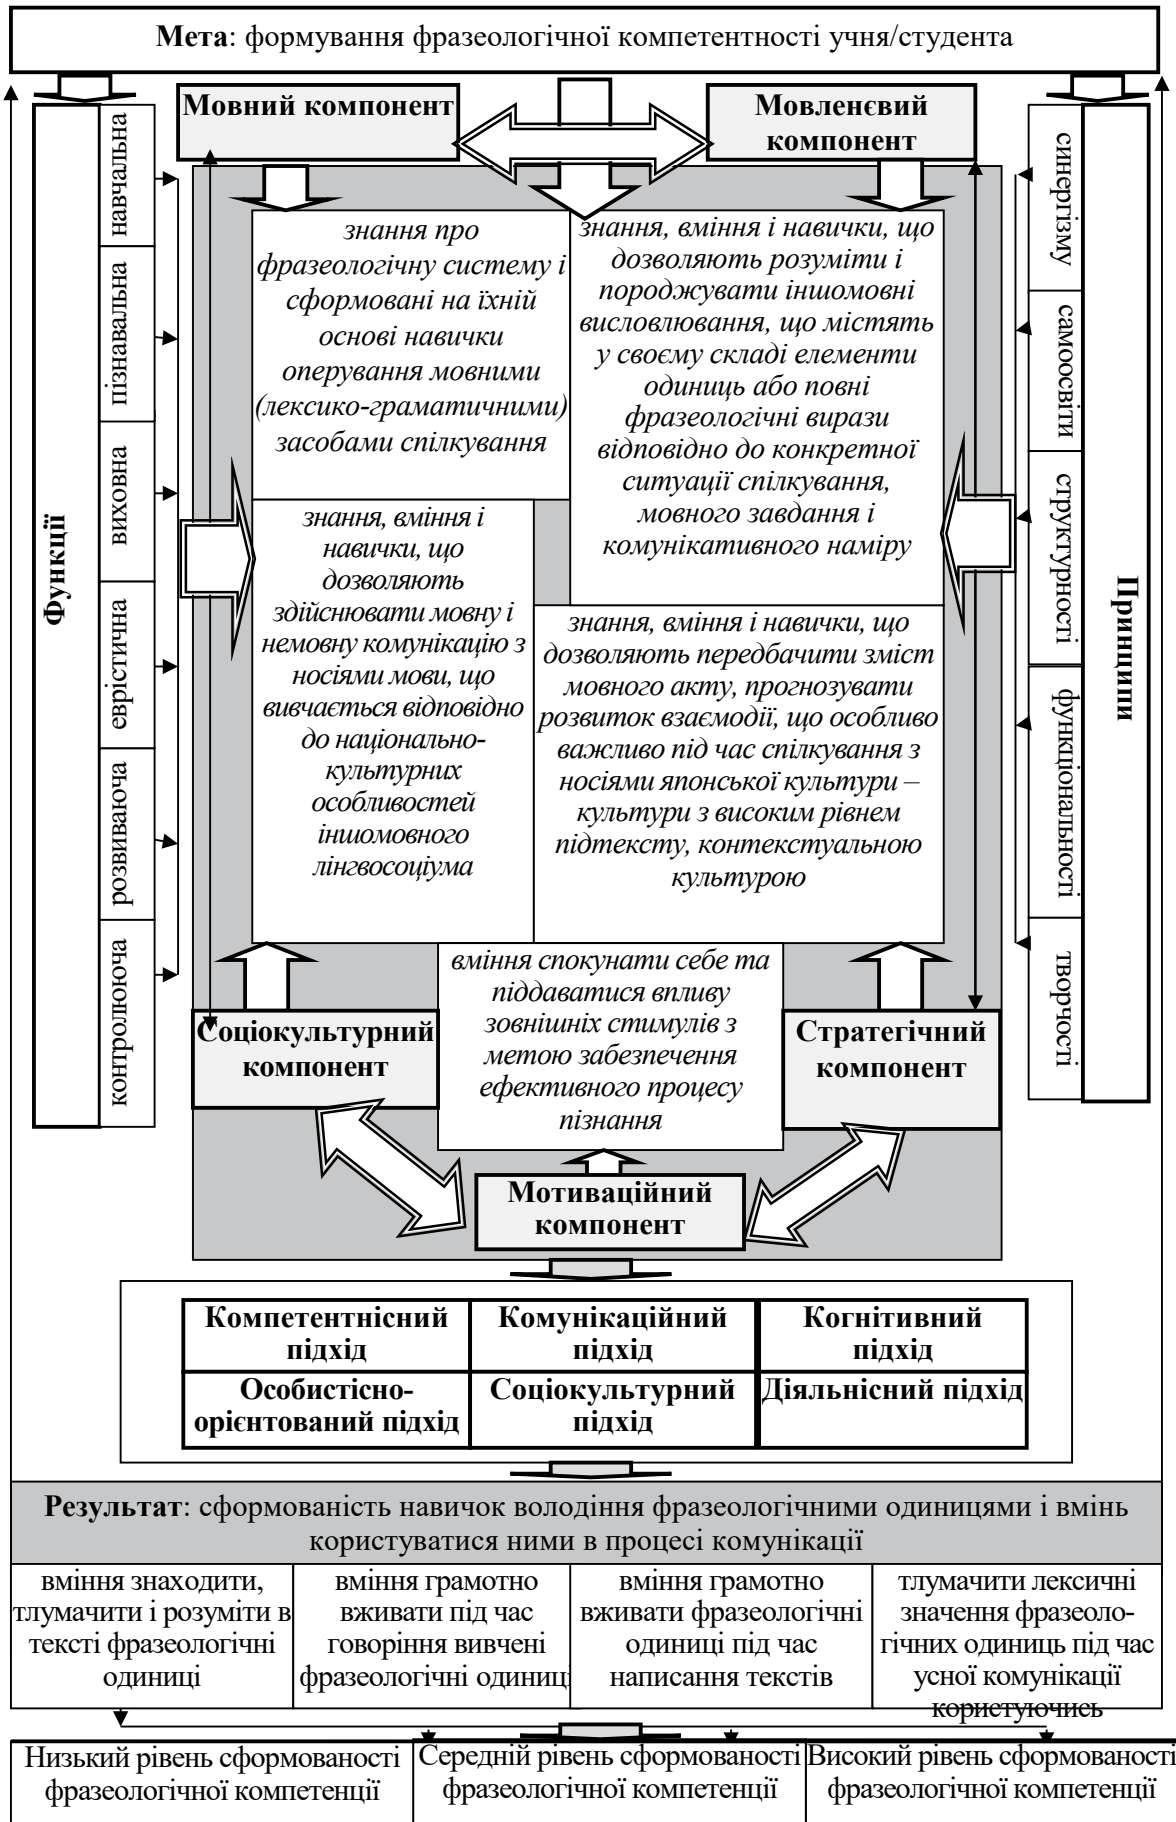 Мета: формування фразеологічної компетентності учня/студента
Мовний компонент
Мовленєвий
компонент
Функції
навчальна
пізнавальна
виховна
еврістична
розвиваюча
контролююча
знання про
фразеологічну систему і
сформовані на їхній
основі навички
оперування мовними
(лексико-граматичними)
засобами спілкування
знання, вміння і навички, що
дозволяють розуміти і
породжувати іншомовні
висловлювання, що містять
у своєму складі елементи
одиниць або повні
фразеологічні вирази
відповідно до конкретної
ситуації спілкування,
мовного завдання і
комунікативного наміру
знання, вміння і
навички, що
дозволяють
здійснювати мовну і
немовну комунікацію з
носіями мови, що
вивчається відповідно
до національно-
культурних
особливостей
іншомовного
лінгвосоціума
знання, вміння і навички, що
дозволяють передбачити зміст
мовного акту, прогнозувати
розвиток взаємодії, що особливо
важливо під час спілкування з
носіями японської культури –
культури з високим рівнем
підтексту, контекстуальною
культурою
синергізму
самоосвіти
структурності
функціональності
творчості
Принципи
вміння спокунати себе та
піддаватися впливу
зовнішніх стимулів з
метою забезпечення
ефективного процесу
пізнання
Соціокультурний
компонент
Стратегічний
компонент
Мотиваційний
компонент
Компетентнісний
підхід
Комунікаційний
підхід
Когнітивний
підхід
Особистісно-
орієнтований підхід
Соціокультурний
підхід
Діяльнісний підхід
Результат: сформованість навичок володіння фразеологічними одиницями і вмінь
користуватися ними в процесі комунікації
вміння знаходити,
тлумачити і розуміти в
тексті фразеологічні
одиниці
вміння грамотно
вживати під час
говоріння вивчені
фразеологічні одиниці
вміння грамотно
вживати фразеологічні
одиниці під час
написання текстів
тлумачити лексичні
значення фразеоло-
гічних одиниць під час
усної комунікації
користуючись
Низький рівень сформованості
фразеологічної компетенції
Середній рівень сформованості
фразеологічної компетенції
Високий рівень сформованості
фразеологічної компетенції